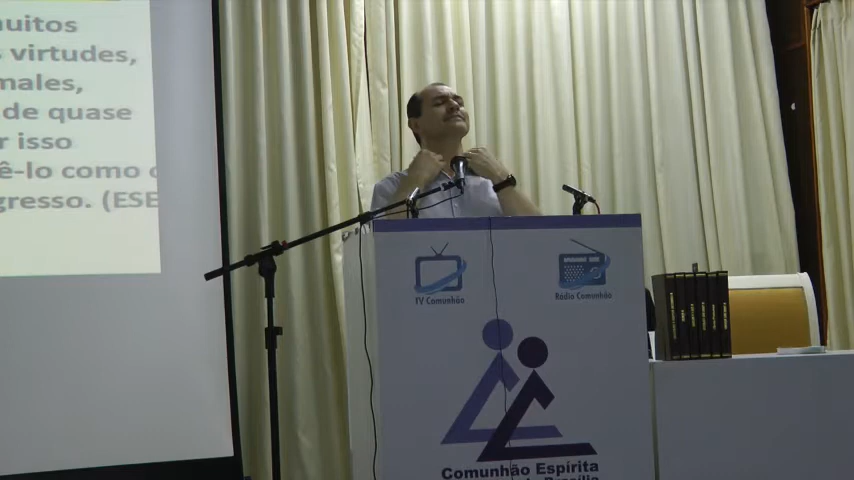 muitos
virtudes,
males,
de quase
isso
ê-lo como
gresso. (ESE
TV Comunhão
Rádio Comunhão
Comunhão Espírita